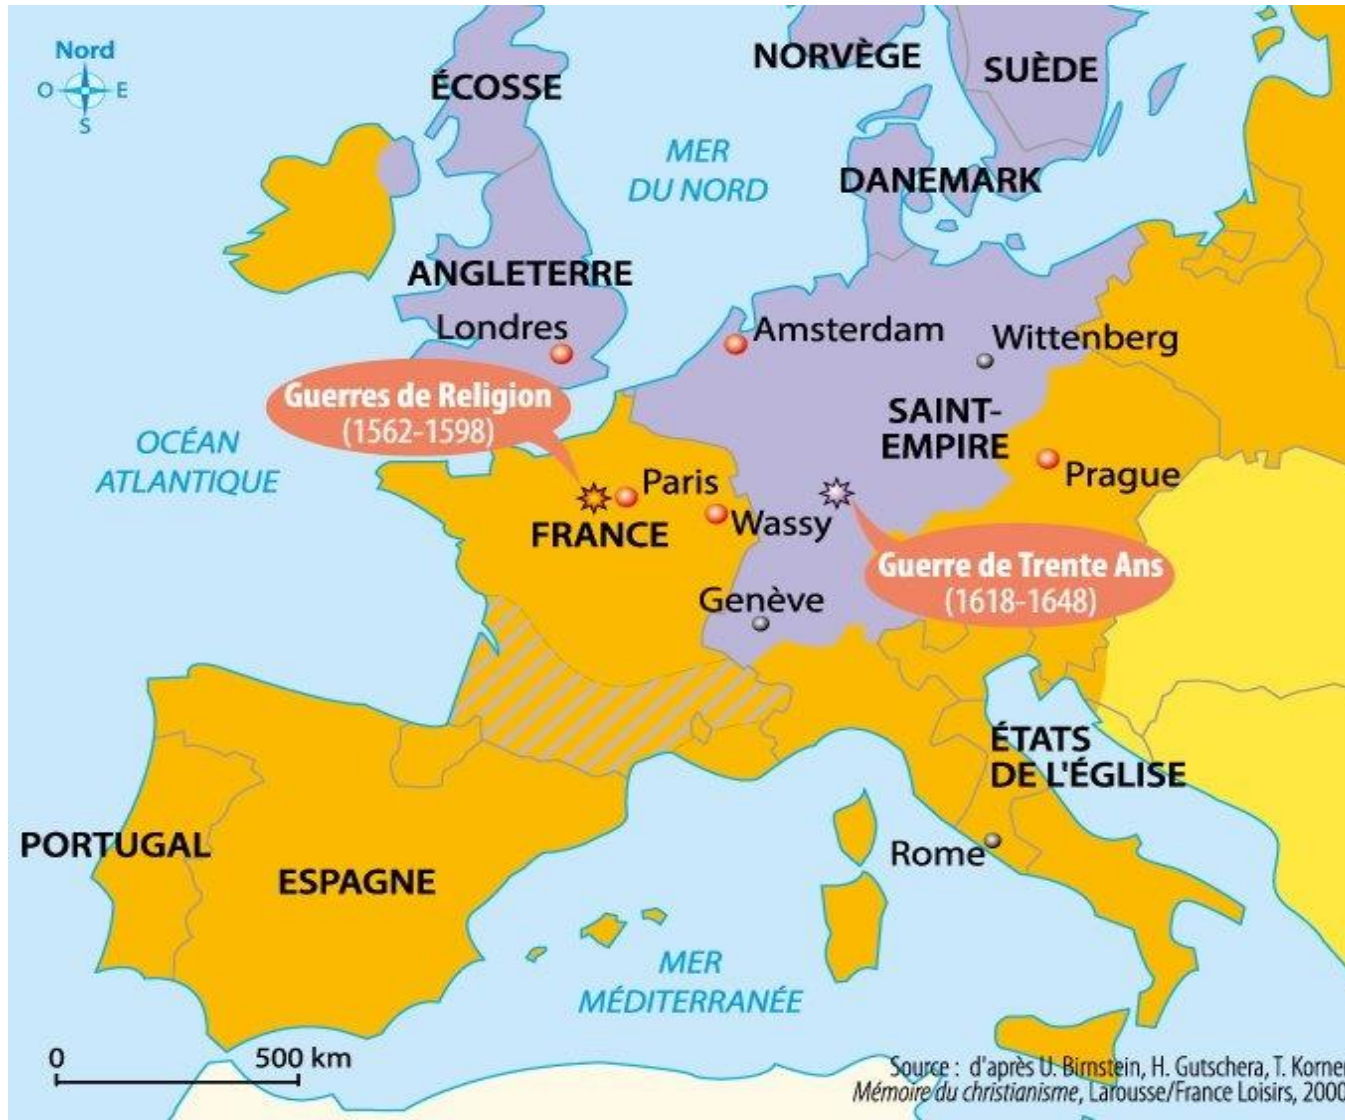 Nord
O E
S
ÉCOSSE
NORVÈGE
SUÈDE
MER
DU NORD
DANEMARK
ANGLETERRE
Londres
Amsterdam
Wittenberg
Guerres de Religion
(1562-1598)
SAINT-
EMPIRE
OCÉAN
ATLANTIQUE
Paris
Prague
Wassy
FRANCE
Guerre de Trente Ans
(1618-1648)
Genève
ÉTATS
DE L'ÉGLISE
PORTUGAL
ESPAGNE
Rome
MER
MÉDITERRANÉE
0 500 km
Source : d'après U. Birnstein, H. Gutschera, T. Korner
Mémoire du christianisme, Larousse/France Loisirs, 2000